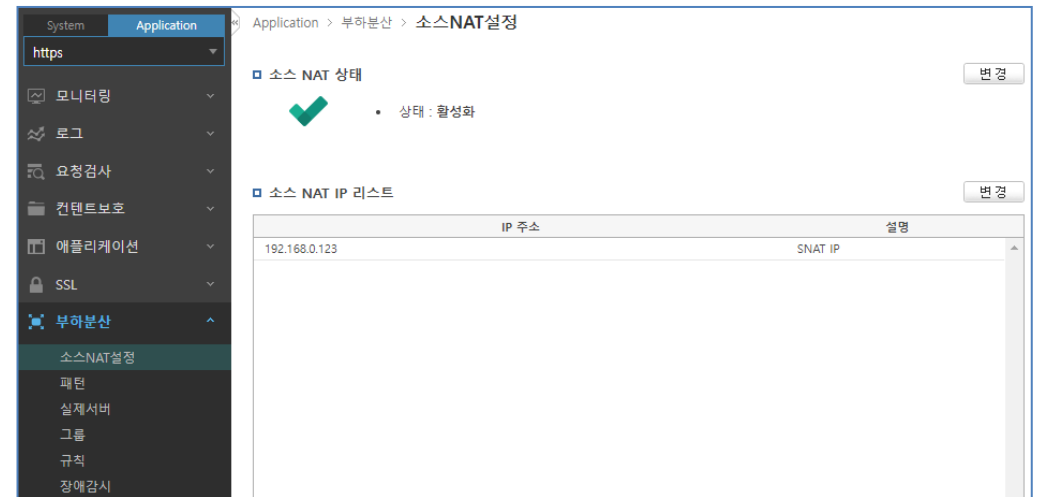 System Application
https
모니터링
로그
요청검사
컨텐트보호
애플리케이션
SSL
부하분산
소스NAT설정
패턴
실제서버
그룹
규칙
장애감시
Application > 부하분산 > 소스NAT설정
소스 NAT 상태
변경
• 상태 : 활성화
소스 NAT IP 리스트
변경
IP 주소 설명
192.168.0.123 SNAT IP